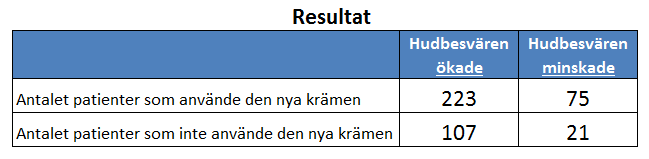 Resultat
Hudbesvären ökade
Hudbesvären minskade
Antalet patienter som använde den nya krämen 223 75
Antalet patienter som inte använde den nya krämen 107 21